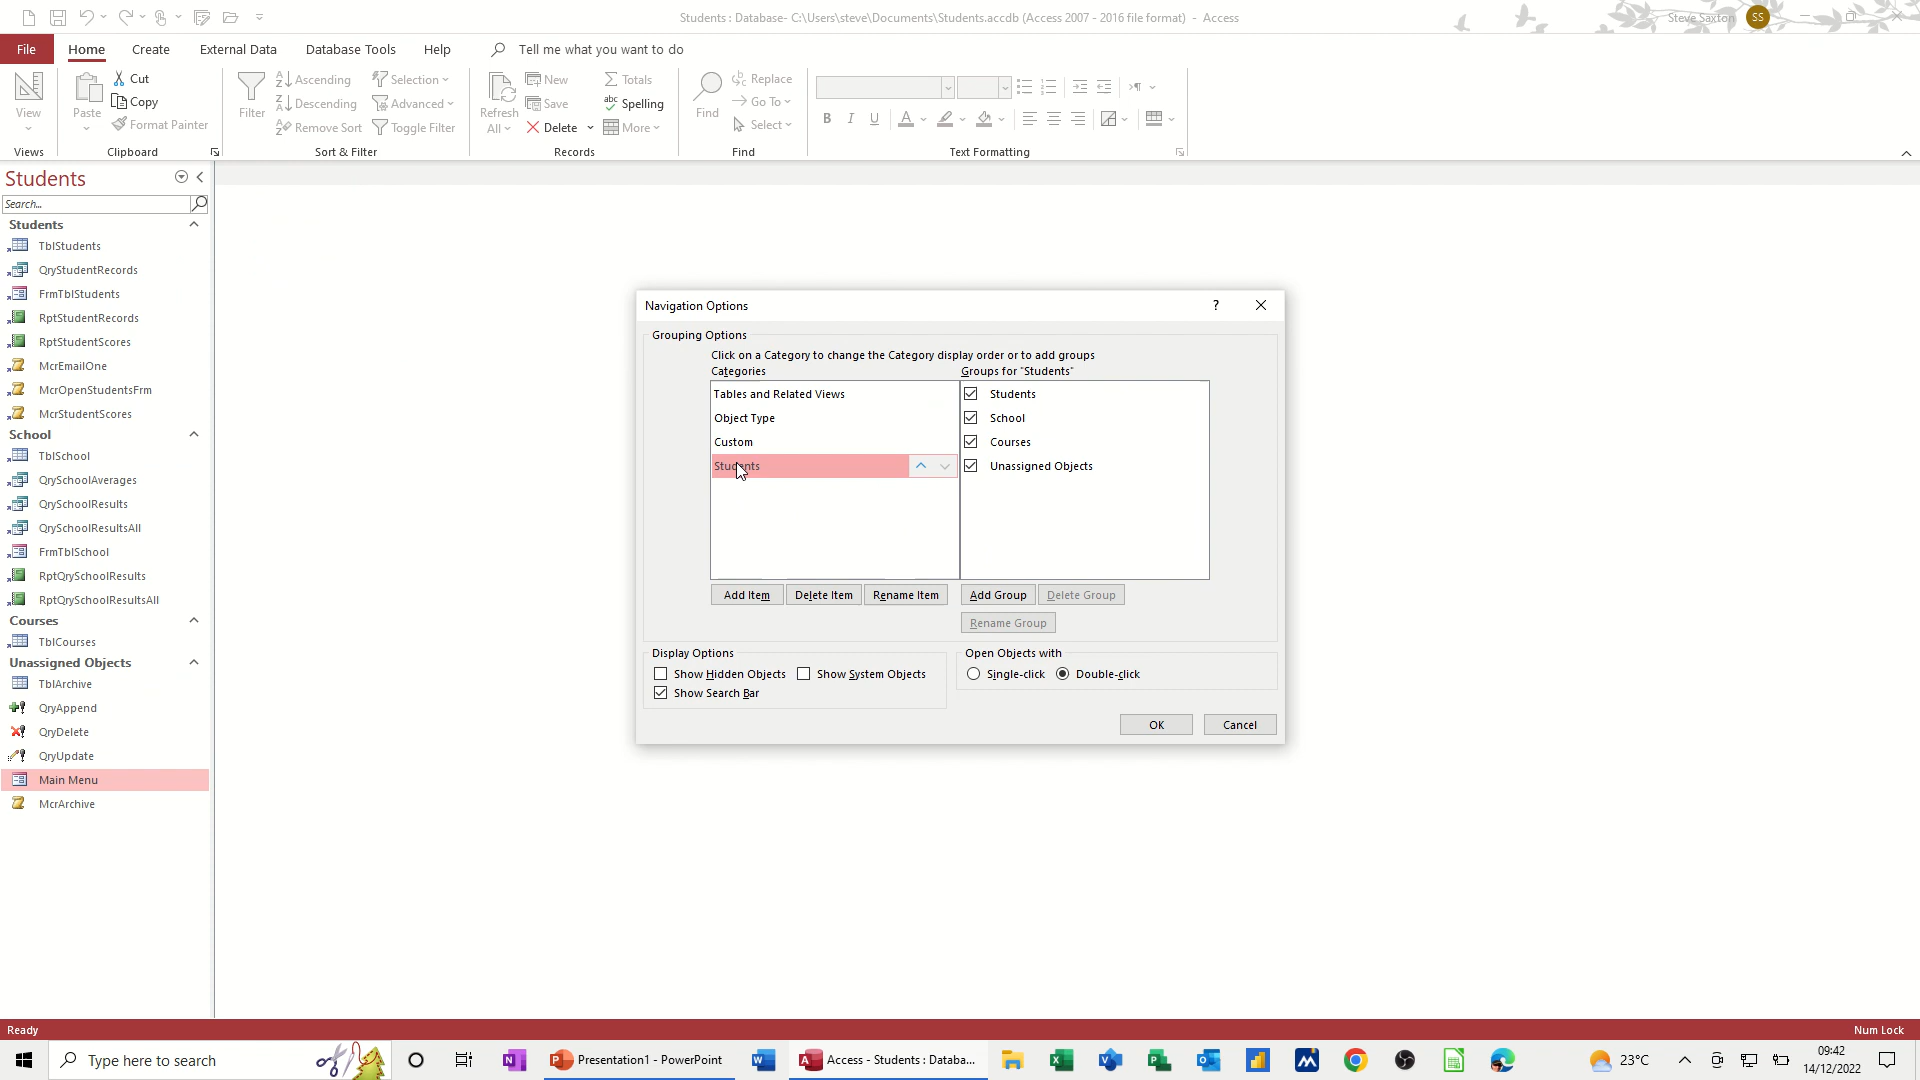 Students : Database- C:\Users\steve\Documents\Students.accdb (Access 2007 - 2016 file format) - Access
Steve Saxton
SS
File
Home
Create
External Data
Database Tools
Help
Tell me what you want to do
View
Views
Paste
Cut
Copy
Format Painter
Clipboard
Filter
Ascending
Descending
Remove Sort
Selection
Advanced
Toggle Filter
Sort & Filter
Refresh
All
New
Save
Delete
Totals
Spelling
More
Records
Find
Replace
Go To
Select
Find
B I U
A
Text Formatting
Students
Search...
Students
TblStudents
QryStudentRecords
FrmTblStudents
RptStudentRecords
RptStudentScores
McrEmailOne
McrOpenStudentsFrm
McrStudentScores
School
TblSchool
QrySchoolAverages
QrySchoolResults
QrySchoolResultsAll
FrmTblSchool
RptQrySchoolResults
RptQrySchoolResultsAll
Courses
TblCourses
Unassigned Objects
TblArchive
QryAppend
QryDelete
QryUpdate
Main Menu
McrArchive
Navigation Options
?
Grouping Options
Click on a Category to change the Category display order or to add groups
Categories
Groups for "Students"
Tables and Related Views
Object Type
Custom
Students
Students
School
Courses
Unassigned Objects
Add Item
Delete Item
Rename Item
Add Group
Delete Group
Rename Group
Display Options
Show Hidden Objects
Show System Objects
Show Search Bar
Open Objects with
Single-click
Double-click
OK
Cancel
Ready
Num Lock
Type here to search
Presentation1 - PowerPoint
Access - Students : Databa...
23°C
09:42
14/12/2022